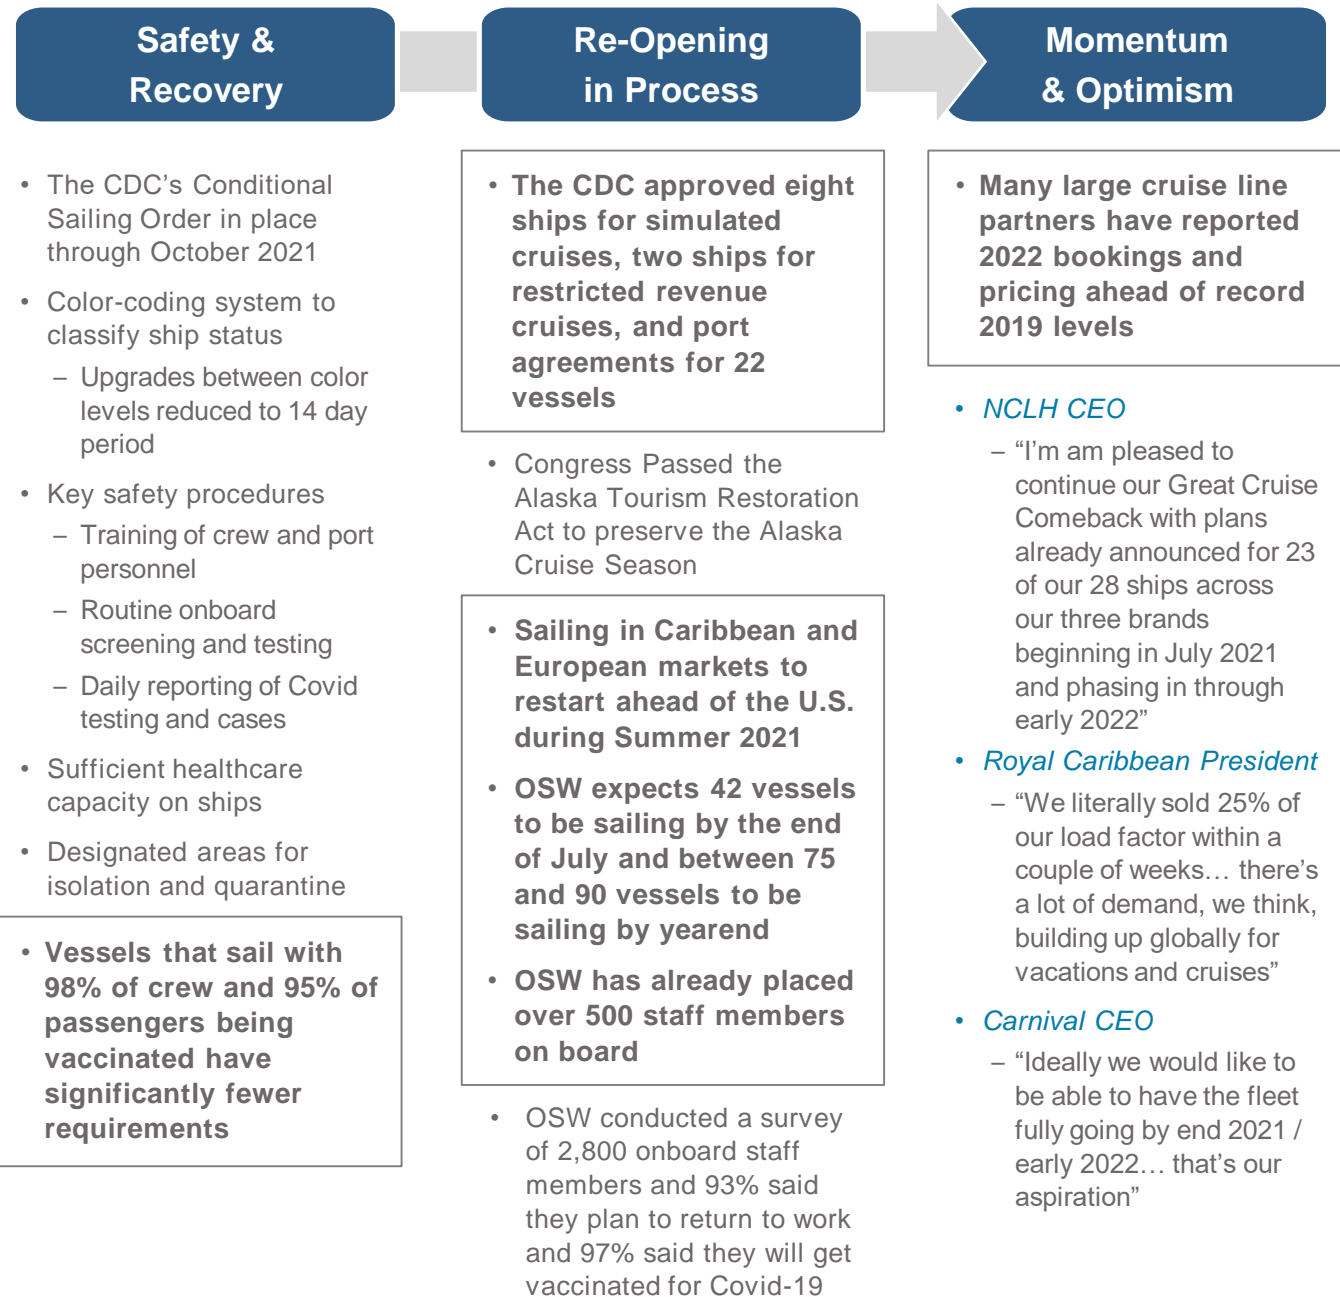 Safety &
Recovery
Re-Opening
in Process
Momentum
& Optimism
• The CDC’s Conditional
Sailing Order in place
through October 2021
• Color-coding system to
classify ship status
– Upgrades between color
levels reduced to 14 day
period
• Key safety procedures
– Training of crew and port
personnel
– Routine onboard
screening and testing
– Daily reporting of Covid
testing and cases
• Sufficient healthcare
capacity on ships
• Designated areas for
isolation and quarantine
• Vessels that sail with
98% of crew and 95% of
passengers being
vaccinated have
significantly fewer
requirements
• The CDC approved eight
ships for simulated
cruises, two ships for
restricted revenue
cruises, and port
agreements for 22
vessels
• Congress Passed the
Alaska Tourism Restoration
Act to preserve the Alaska
Cruise Season
• Sailing in Caribbean and
European markets to
restart ahead of the U.S.
during Summer 2021
• OSW expects 42 vessels
to be sailing by the end
of July and between 75
and 90 vessels to be
sailing by yearend
• OSW has already placed
over 500 staff members
on board
• OSW conducted a survey
of 2,800 onboard staff
members and 93% said
they plan to return to work
and 97% said they will get
vaccinated for Covid-19
• Many large cruise line
partners have reported
2022 bookings and
pricing ahead of record
2019 levels
• NCLH CEO
– “I’m am pleased to
continue our Great Cruise
Comeback with plans
already announced for 23
of our 28 ships across
our three brands
beginning in July 2021
and phasing in through
early 2022”
• Royal Caribbean President
– “We literally sold 25% of
our load factor within a
couple of weeks… there’s
a lot of demand, we think,
building up globally for
vacations and cruises”
• Carnival CEO
– “Ideally we would like to
be able to have the fleet
fully going by end 2021 /
early 2022… that’s our
aspiration”